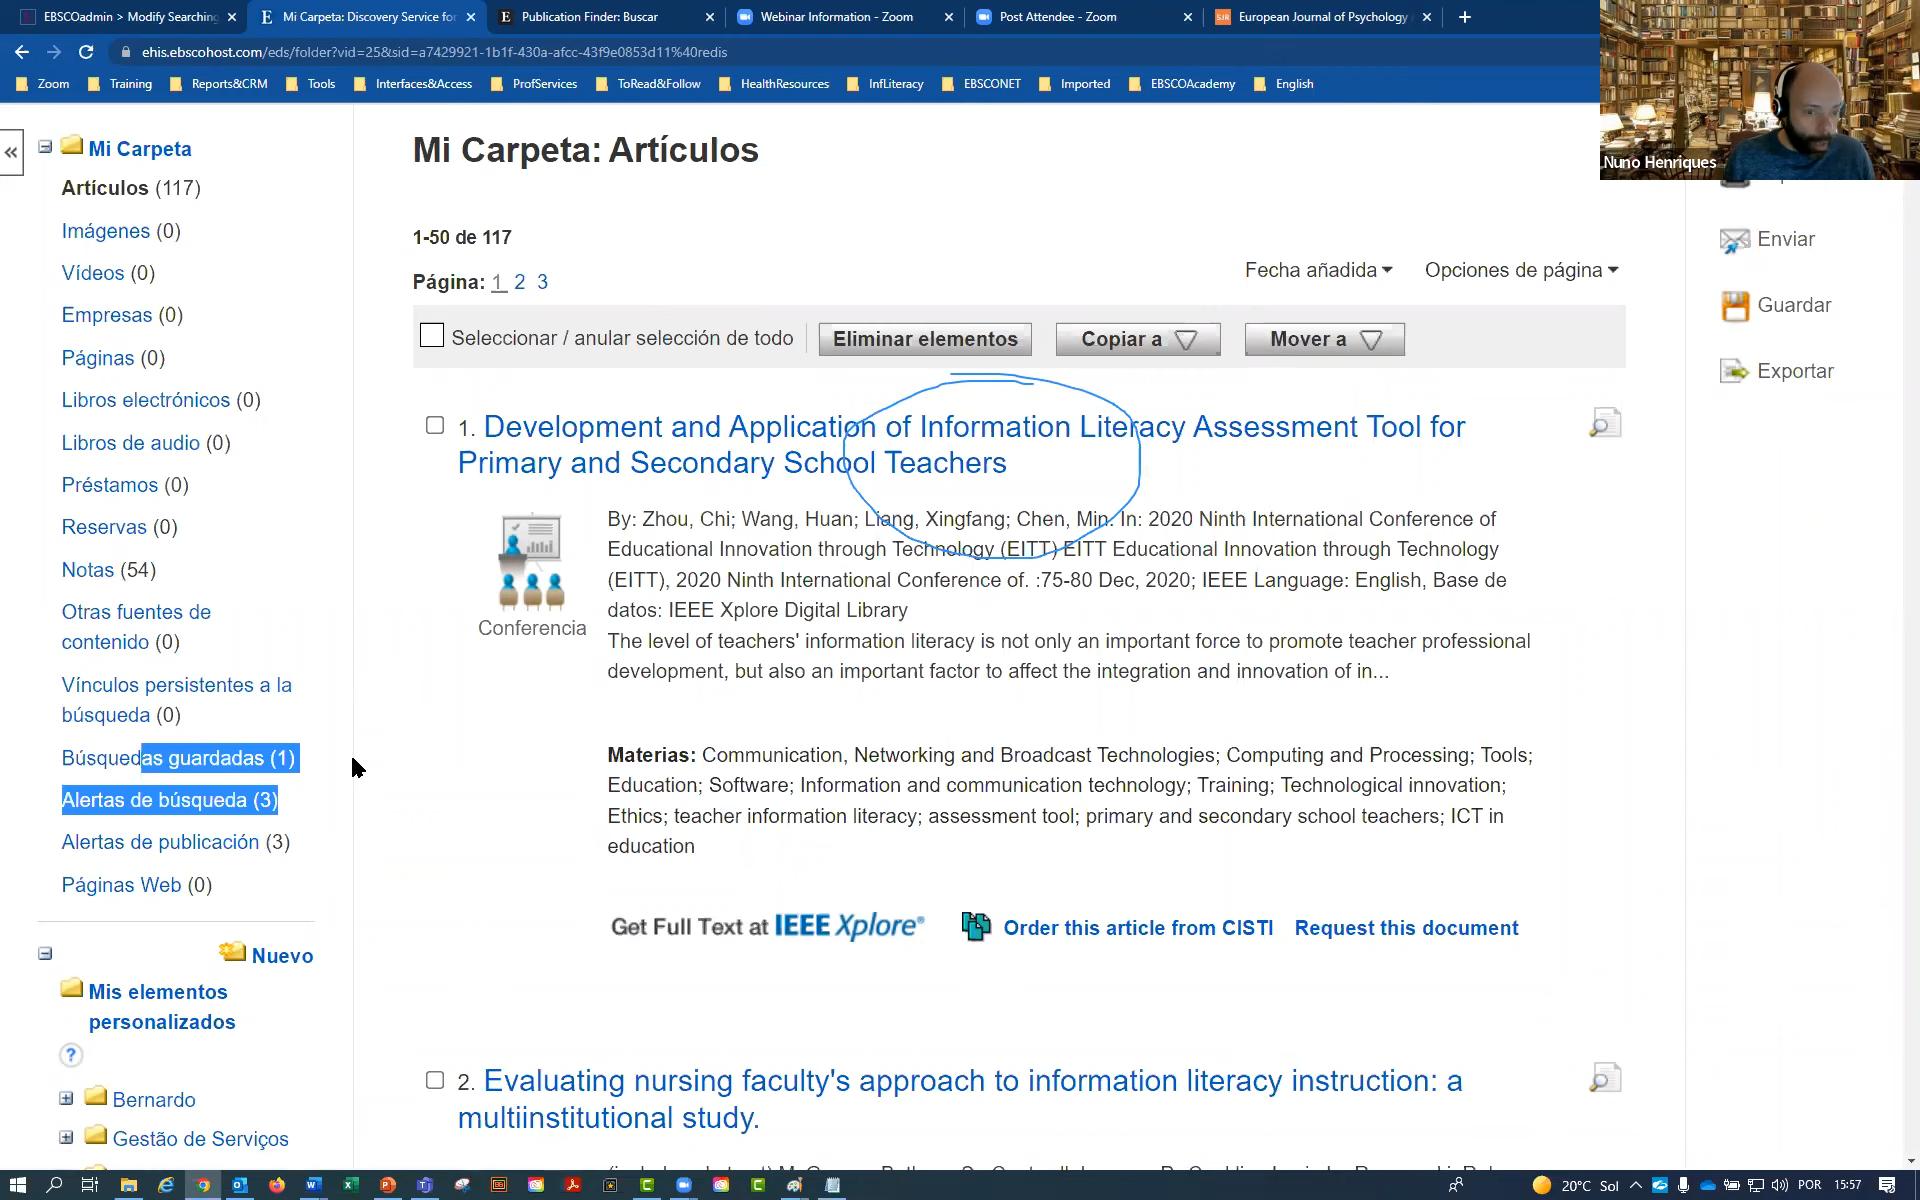 EBSCOadmin > Modify Searching
Mi Carpeta: Discovery Service for
Publication Finder: Buscar
Webinar Information - Zoom
Post Attendee - Zoom
European Journal of Psychology
ehis.ebscohost.com/eds/folder?vid=25&sid=a7429921-1b1f-430a-afcc-43f9e0853d11%40redis
Zoom Training Reports&CRM Tools Interfaces&Access ProfServices ToRead&Follow HealthResources InfLiteracy EBSCONET Imported EBSCOAcademy English
Nuno Henriques
Mi Carpeta
Artículos (117)
Imágenes (0)
Vídeos (0)
Empresas (0)
Páginas (0)
Libros electrónicos (0)
Libros de audio (0)
Préstamos (0)
Reservas (0)
Notas (54)
Otras fuentes de
contenido (0)
Vínculos persistentes a la
búsqueda (0)
Búsquedas guardadas (1)
Alertas de búsqueda (3)
Alertas de publicación (3)
Páginas Web (0)
Nuevo
Mis elementos
personalizados
Bernardo
Gestão de Serviços
Mi Carpeta: Artículos
1-50 de 117
Página: 1 2 3
Fecha añadida Opciones de página
Seleccionar / anular selección de todo Eliminar elementos Copiar a Mover a
1. Development and Application of Information Literacy Assessment Tool for
Primary and Secondary School Teachers
Conferencia
By: Zhou, Chi; Wang, Huan; Liang, Xingfang; Chen, Min. In: 2020 Ninth International Conference of
Educational Innovation through Technology (EITT) EITT Educational Innovation through Technology
(EITT), 2020 Ninth International Conference of. :75-80 Dec, 2020; IEEE Language: English, Base de
datos: IEEE Xplore Digital Library
The level of teachers' information literacy is not only an important force to promote teacher professional
development, but also an important factor to affect the integration and innovation of in...
Materias: Communication, Networking and Broadcast Technologies; Computing and Processing; Tools;
Education; Software; Information and communication technology; Training; Technological innovation;
Ethics; teacher information literacy; assessment tool; primary and secondary school teachers; ICT in
education
Get Full Text at IEEE Xplore® Order this article from CISTI Request this document
2. Evaluating nursing faculty's approach to information literacy instruction: a
multiinstitutional study.
Enviar
Guardar
Exportar
20°C Sol POR 15:57